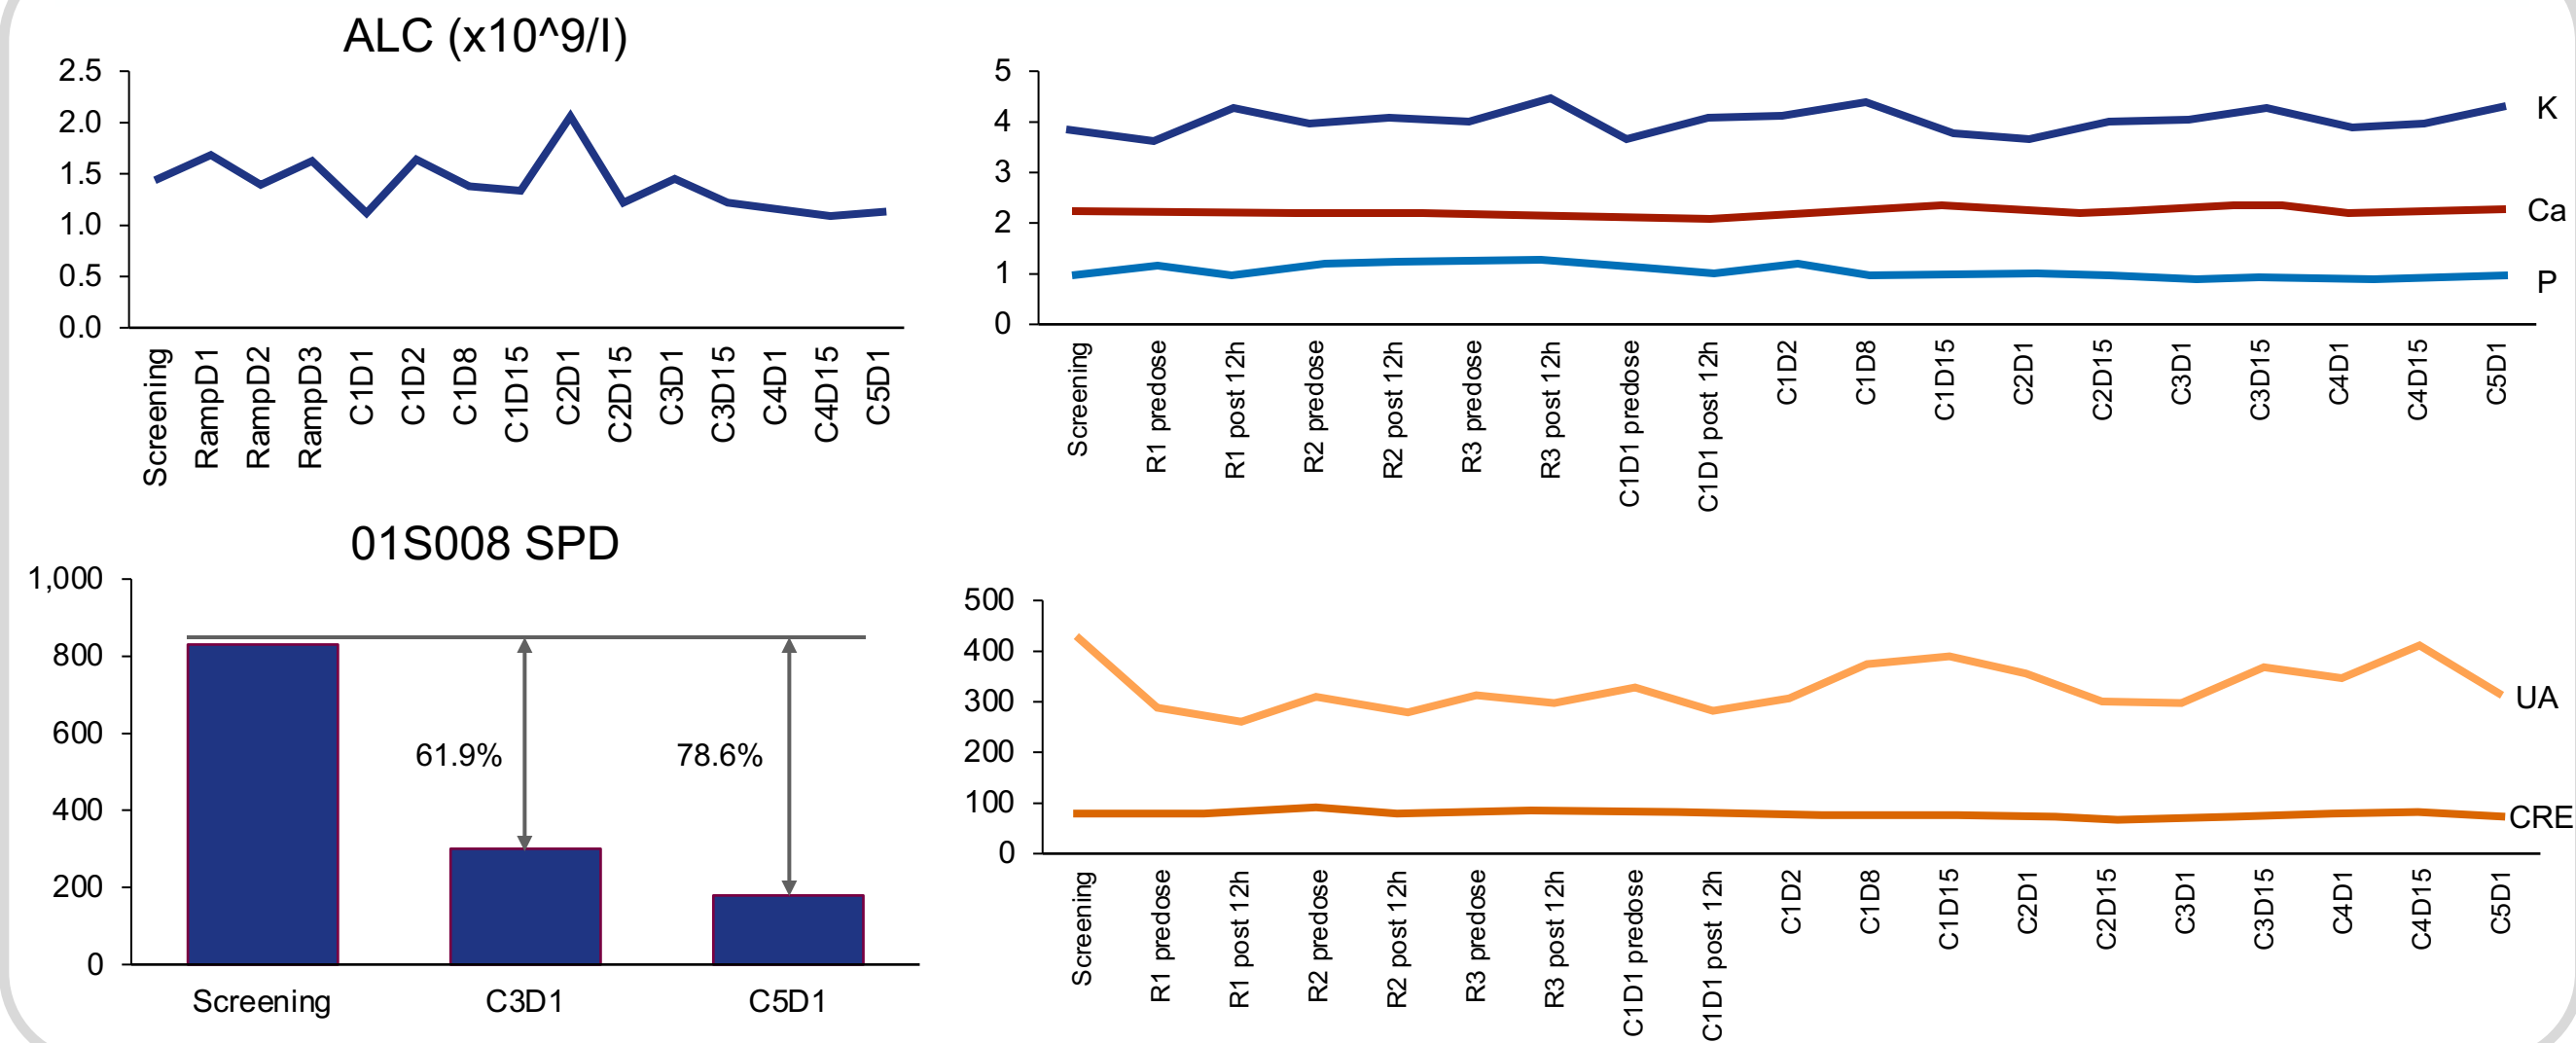 ALC (x10^9/l)
2.5
2.0
1.5
1.0
0.5
0.0
Screening
RampD1
RampD2
RampD3
C1D1
C1D2
C1D8
C1D15
C2D1
C2D15
C3D1
C3D15
C4D1
C4D15
C5D1
5
4
3
2
1
0
K
Ca
P
Screening
R1 predose
R1 post 12h
R2 predose
R2 post 12h
R3 predose
R3 post 12h
C1D1 predose
C1D1 post 12h
C1D2
C1D8
C1D15
C2D1
C2D15
C3D1
C3D15
C4D1
C4D15
C5D1
01S008 SPD
1,000
800
600
400
200
0
61.9%
78.6%
Screening
C3D1
C5D1
500
400
300
200
100
0
UA
CRE
Screening
R1 predose
R1 post 12h
R2 predose
R2 post 12h
R3 predose
R3 post 12h
C1D1 predose
C1D1 post 12h
C1D2
C1D8
C1D15
C2D1
C2D15
C3D1
C3D15
C4D1
C4D15
C5D1